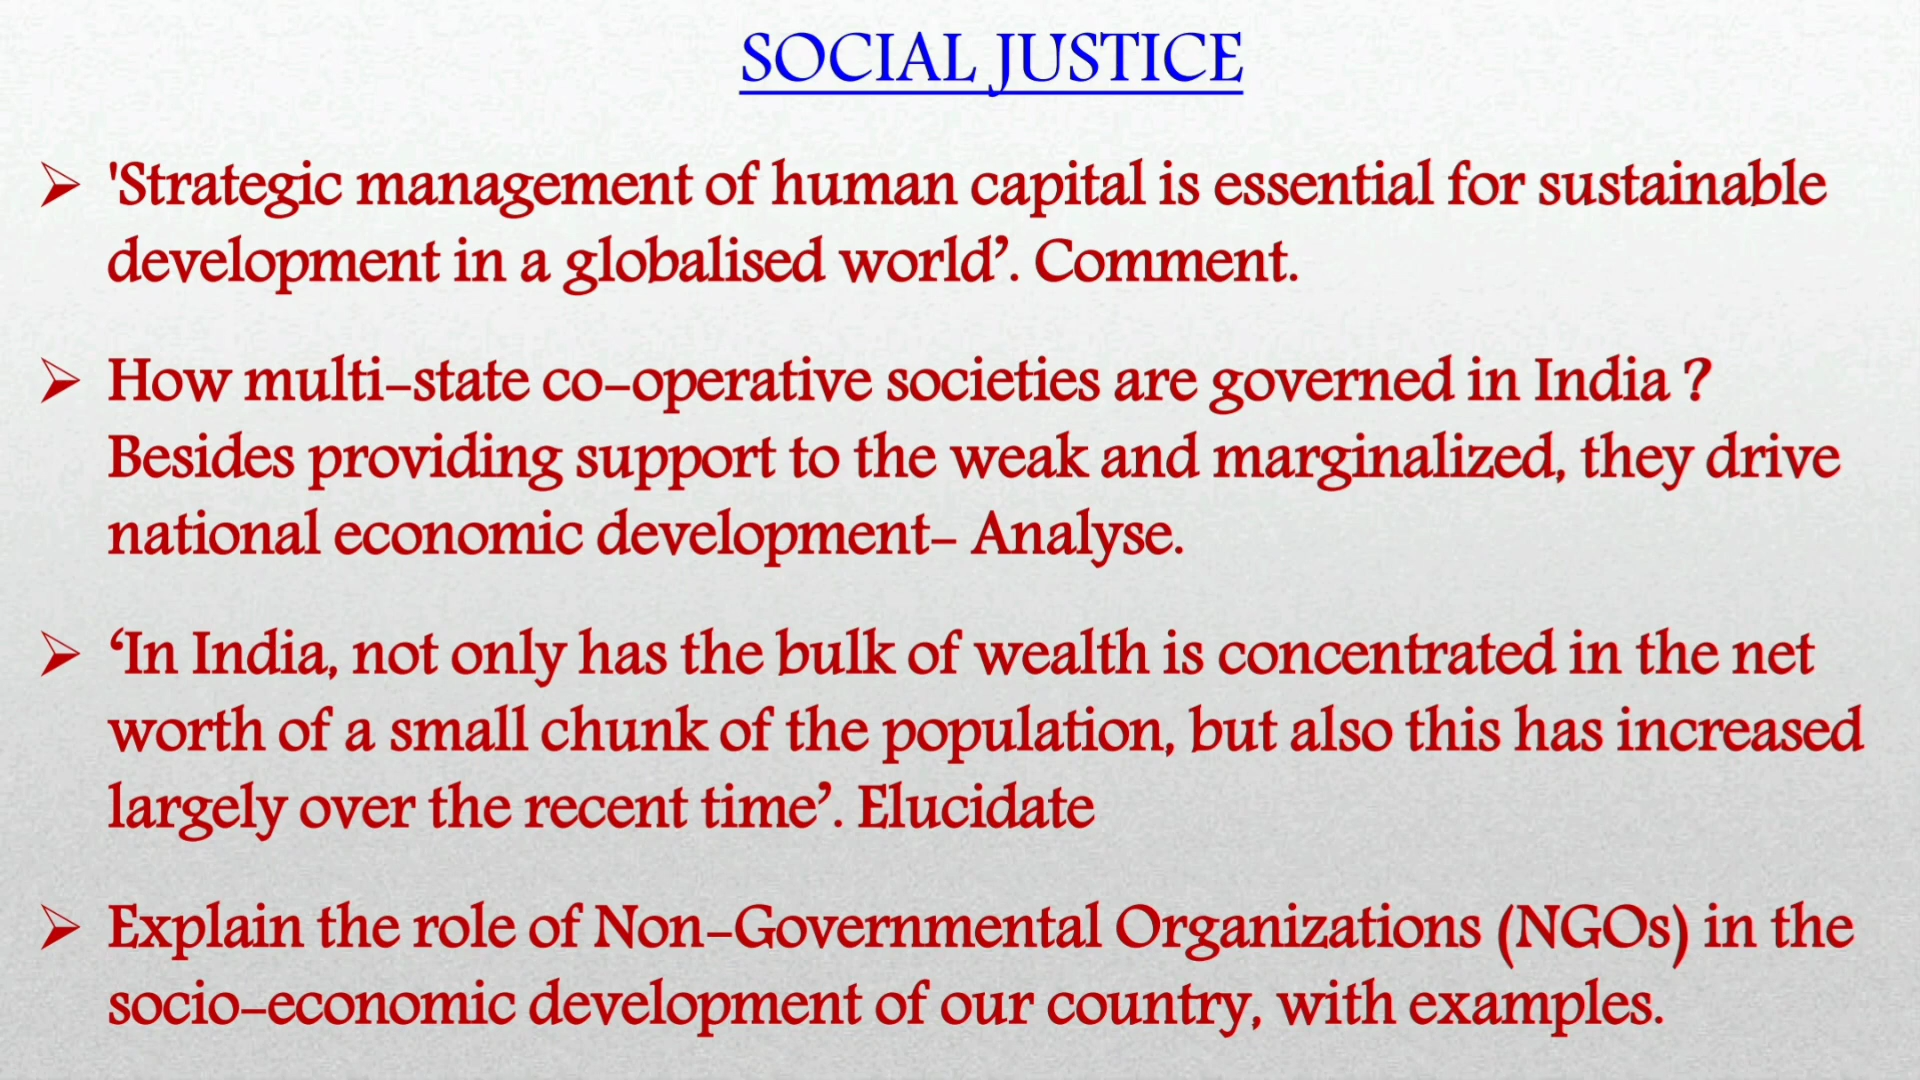 SOCIAL JUSTICE
'Strategic management of human capital is essential for sustainable
development in a globalised world’. Comment.
How multi-state co-operative societies are governed in India ?
Besides providing support to the weak and marginalized, they drive
national economic development- Analyse.
‘In India, not only has the bulk of wealth is concentrated in the net
worth of a small chunk of the population, but also this has increased
largely over the recent time’. Elucidate
Explain the role of Non-Governmental Organizations (NGOs) in the
socio-economic development of our country, with examples.